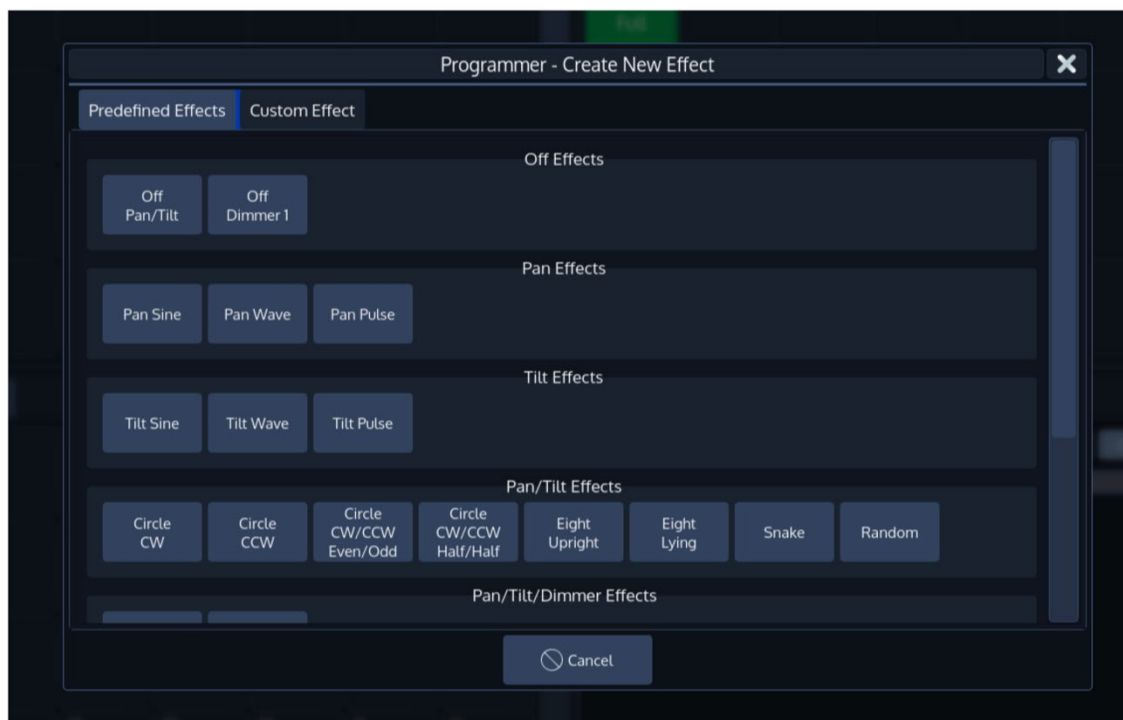 Full
Programmer - Create New Effect
Predefined Effects
Custom Effect
Off Effects
Off
Pan/Tilt
Off
Dimmer 1
Pan Effects
Pan Sine
Pan Wave
Pan Pulse
Tilt Effects
Tilt Sine
Tilt Wave
Tilt Pulse
Pan/Tilt Effects
Circle
CW
Circle
CCW
Circle
CW/CCW
Even/Odd
Circle
CW/CCW
Half/Half
Eight
Upright
Eight
Lying
Snake
Random
Pan/Tilt/Dimmer Effects
Cancel